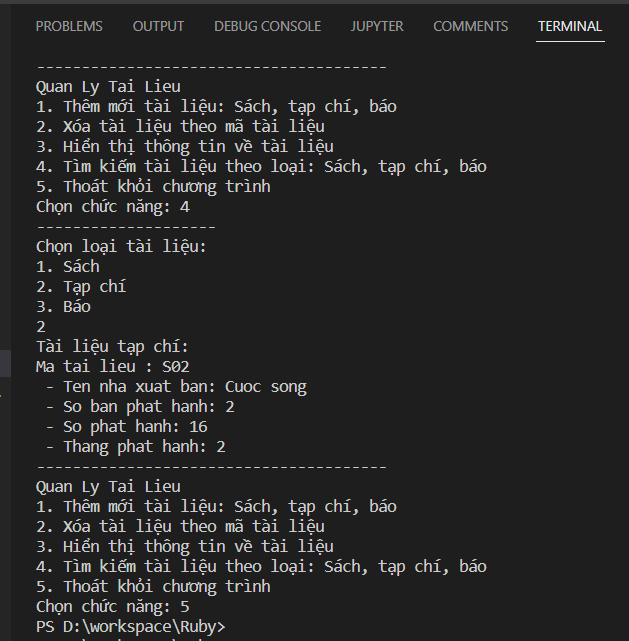 PROBLEMS OUTPUT DEBUG CONSOLE JUPYTER COMMENTS TERMINAL
---------------------------------------
Quan Ly Tai Lieu
1. Thêm mới tài liệu: Sách, tạp chí, báo
2. Xóa tài liệu theo mã tài liệu
3. Hiển thị thông tin về tài liệu
4. Tìm kiếm tài liệu theo loại: Sách, tạp chí, báo
5. Thoát khỏi chương trình
Chọn chức năng: 4
--------------------
Chọn loại tài liệu:
1. Sách
2. Tạp chí
3. Báo
2
Tài liệu tạp chí:
Ma tai lieu : S02
 - Ten nha xuat ban: Cuoc song
 - So ban phat hanh: 2
 - So phat hanh: 16
 - Thang phat hanh: 2
---------------------------------------
Quan Ly Tai Lieu
1. Thêm mới tài liệu: Sách, tạp chí, báo
2. Xóa tài liệu theo mã tài liệu
3. Hiển thị thông tin về tài liệu
4. Tìm kiếm tài liệu theo loại: Sách, tạp chí, báo
5. Thoát khỏi chương trình
Chọn chức năng: 5
PS D:\workspace\Ruby>